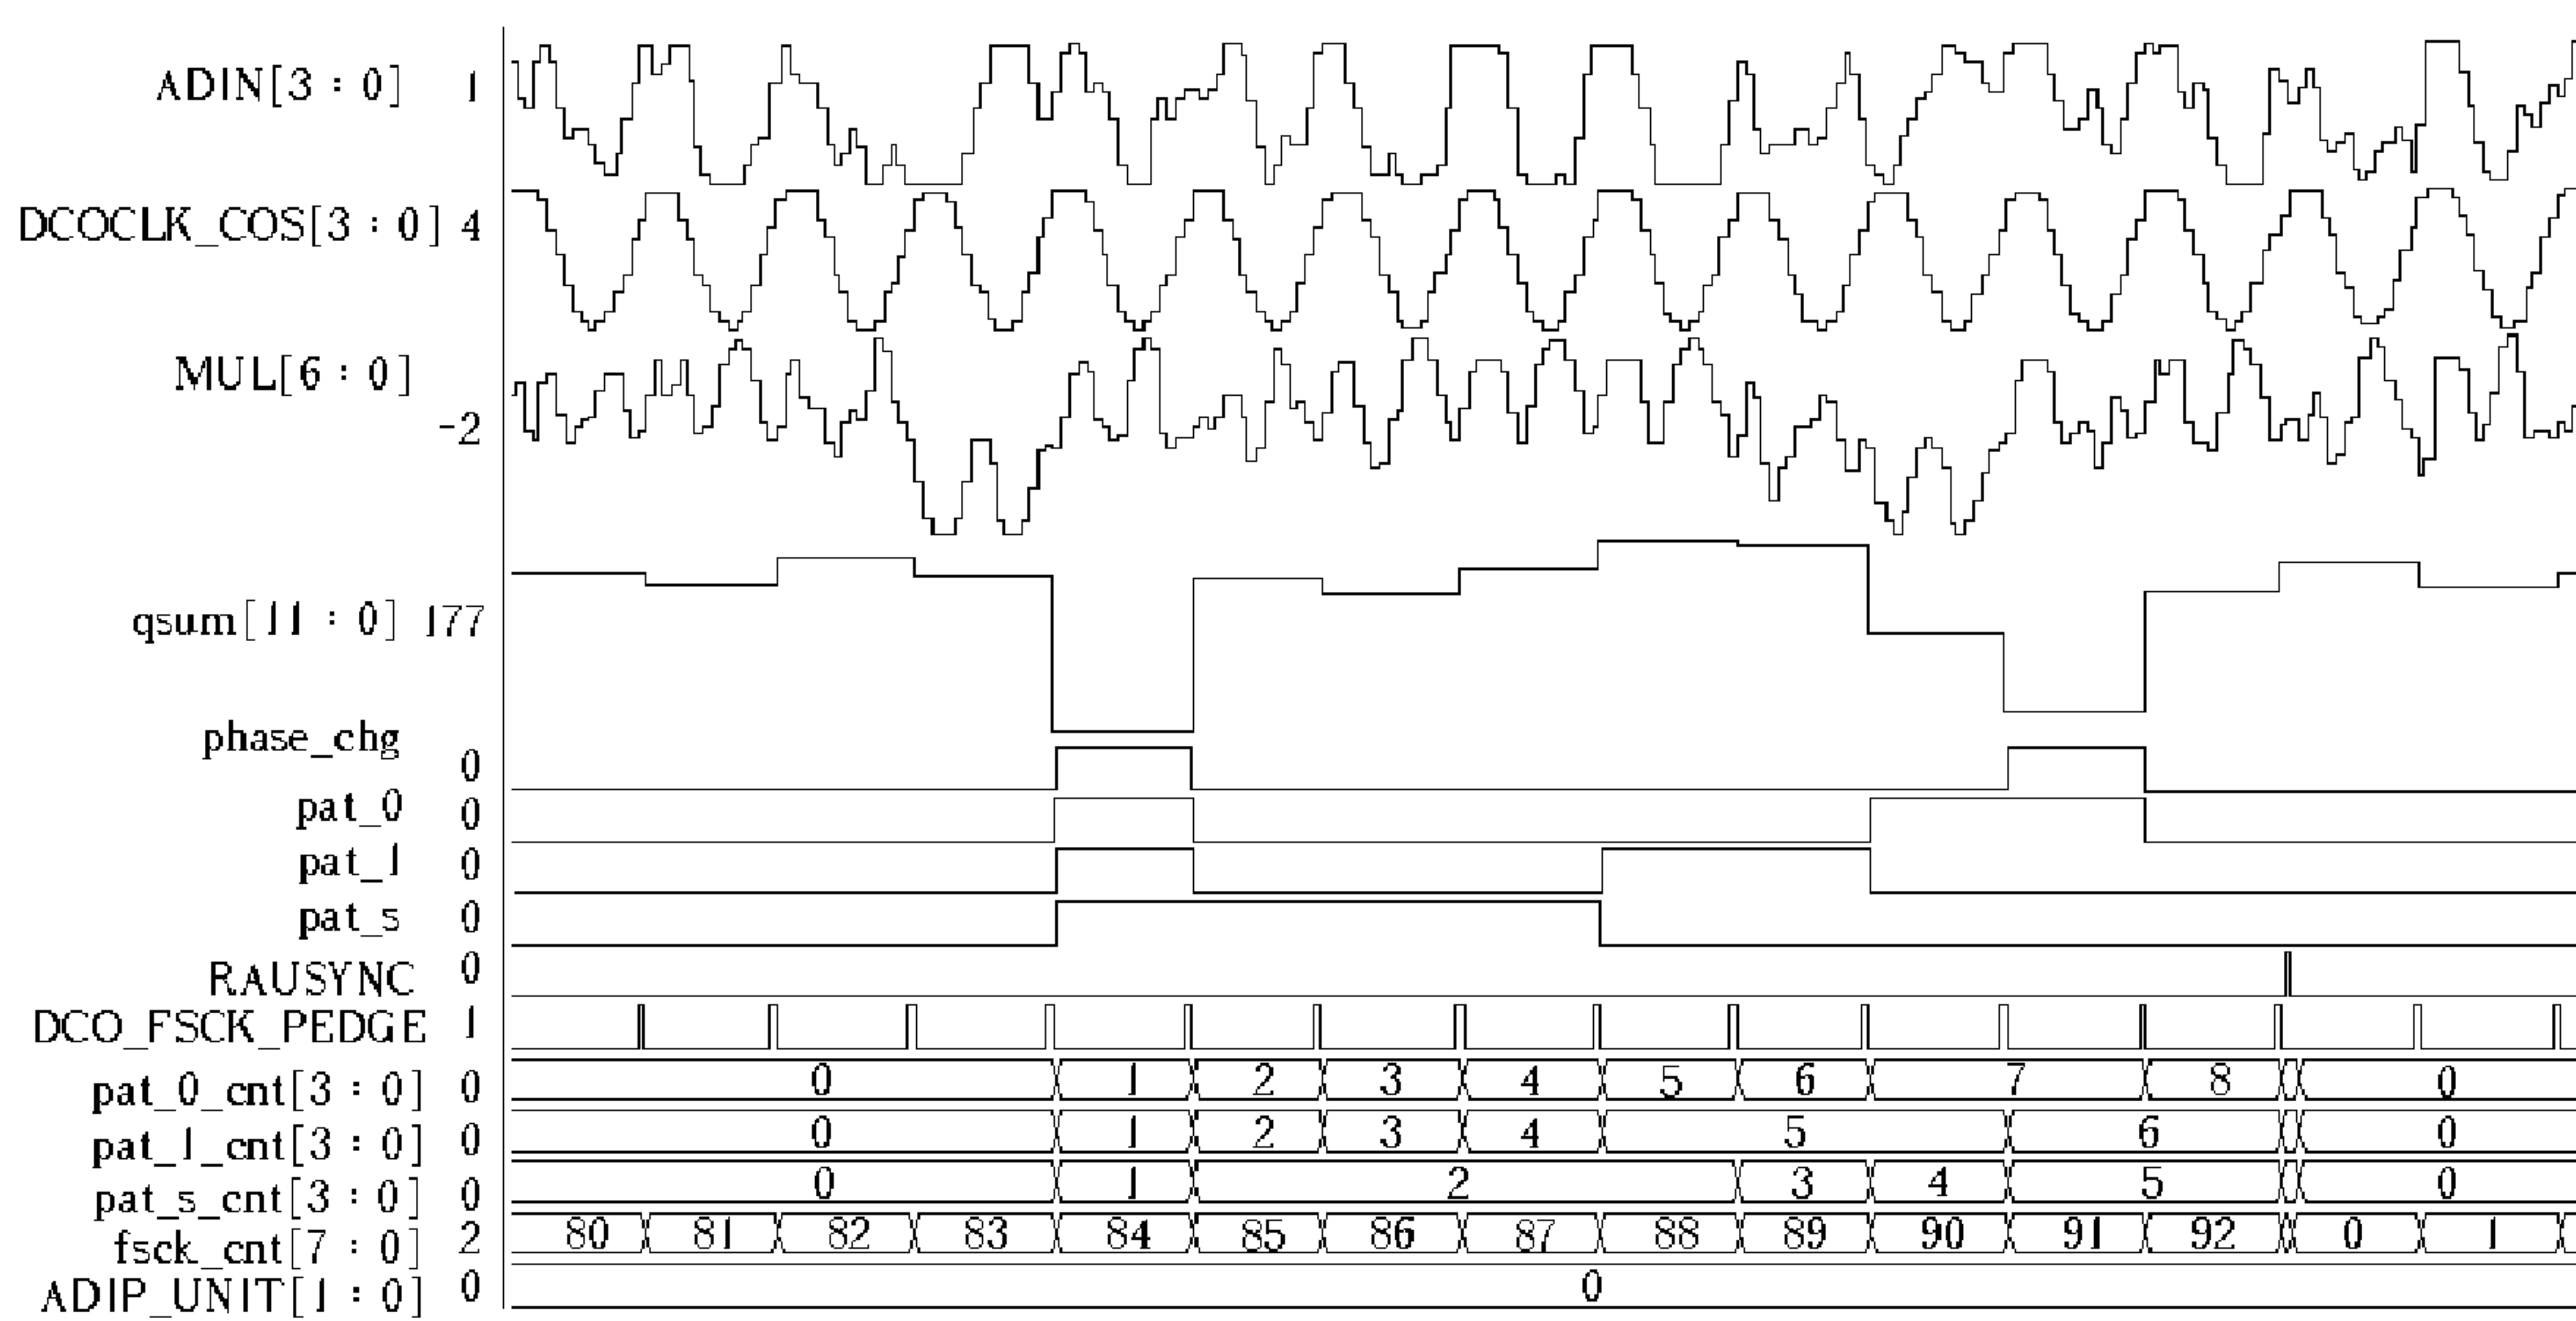 ADIN[3 : 0] 1
DCOCLK_COS[3 : 0] 4
MUL[6 : 0]
-2
qsum[11 : 0] 177
phase_chg
0
pat_0 0
pat_1 0
pat_s 0
RAUSYNC 0
DCO_FSCK_PEDGE 1
pat_0_cnt[3 : 0] 0 0 1 2 3 4 5 6 7 8 0
pat_1_cnt[3 : 0] 0 0 1 2 3 4 5 6 0
pat_s_cnt[3 : 0] 0 0 1 2 3 4 5 0
fsck_cnt[7 : 0] 2 80 81 82 83 84 85 86 87 88 89 90 91 92 0 1
ADIP_UNIT[1 : 0] 0 0